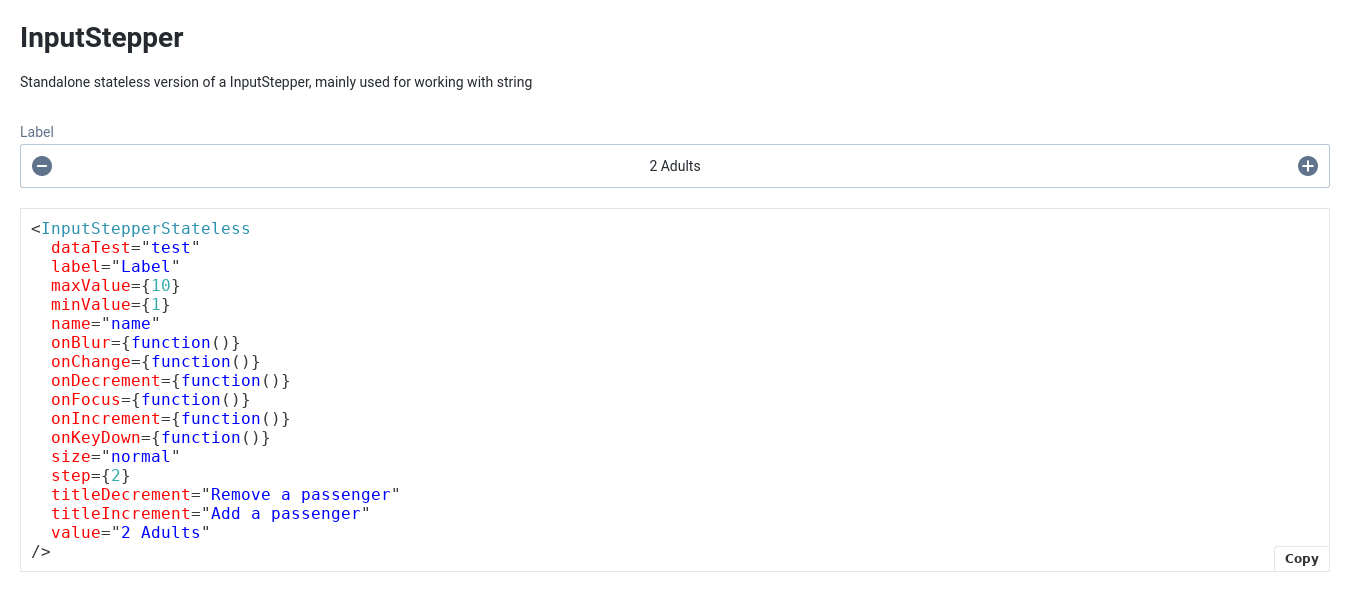 InputStepper
Standalone stateless version of a InputStepper, mainly used for working with string
Label
2 Adults
<InputStepperStateless
  dataTest="test"
  label="Label"
  maxValue={10}
  minValue={1}
  name="name"
  onBlur={function()}
  onChange={function()}
  onDecrement={function()}
  onFocus={function()}
  onIncrement={function()}
  onKeyDown={function()}
  size="normal"
  step={2}
  titleDecrement="Remove a passenger"
  titleIncrement="Add a passenger"
  value="2 Adults"
/>
Copy